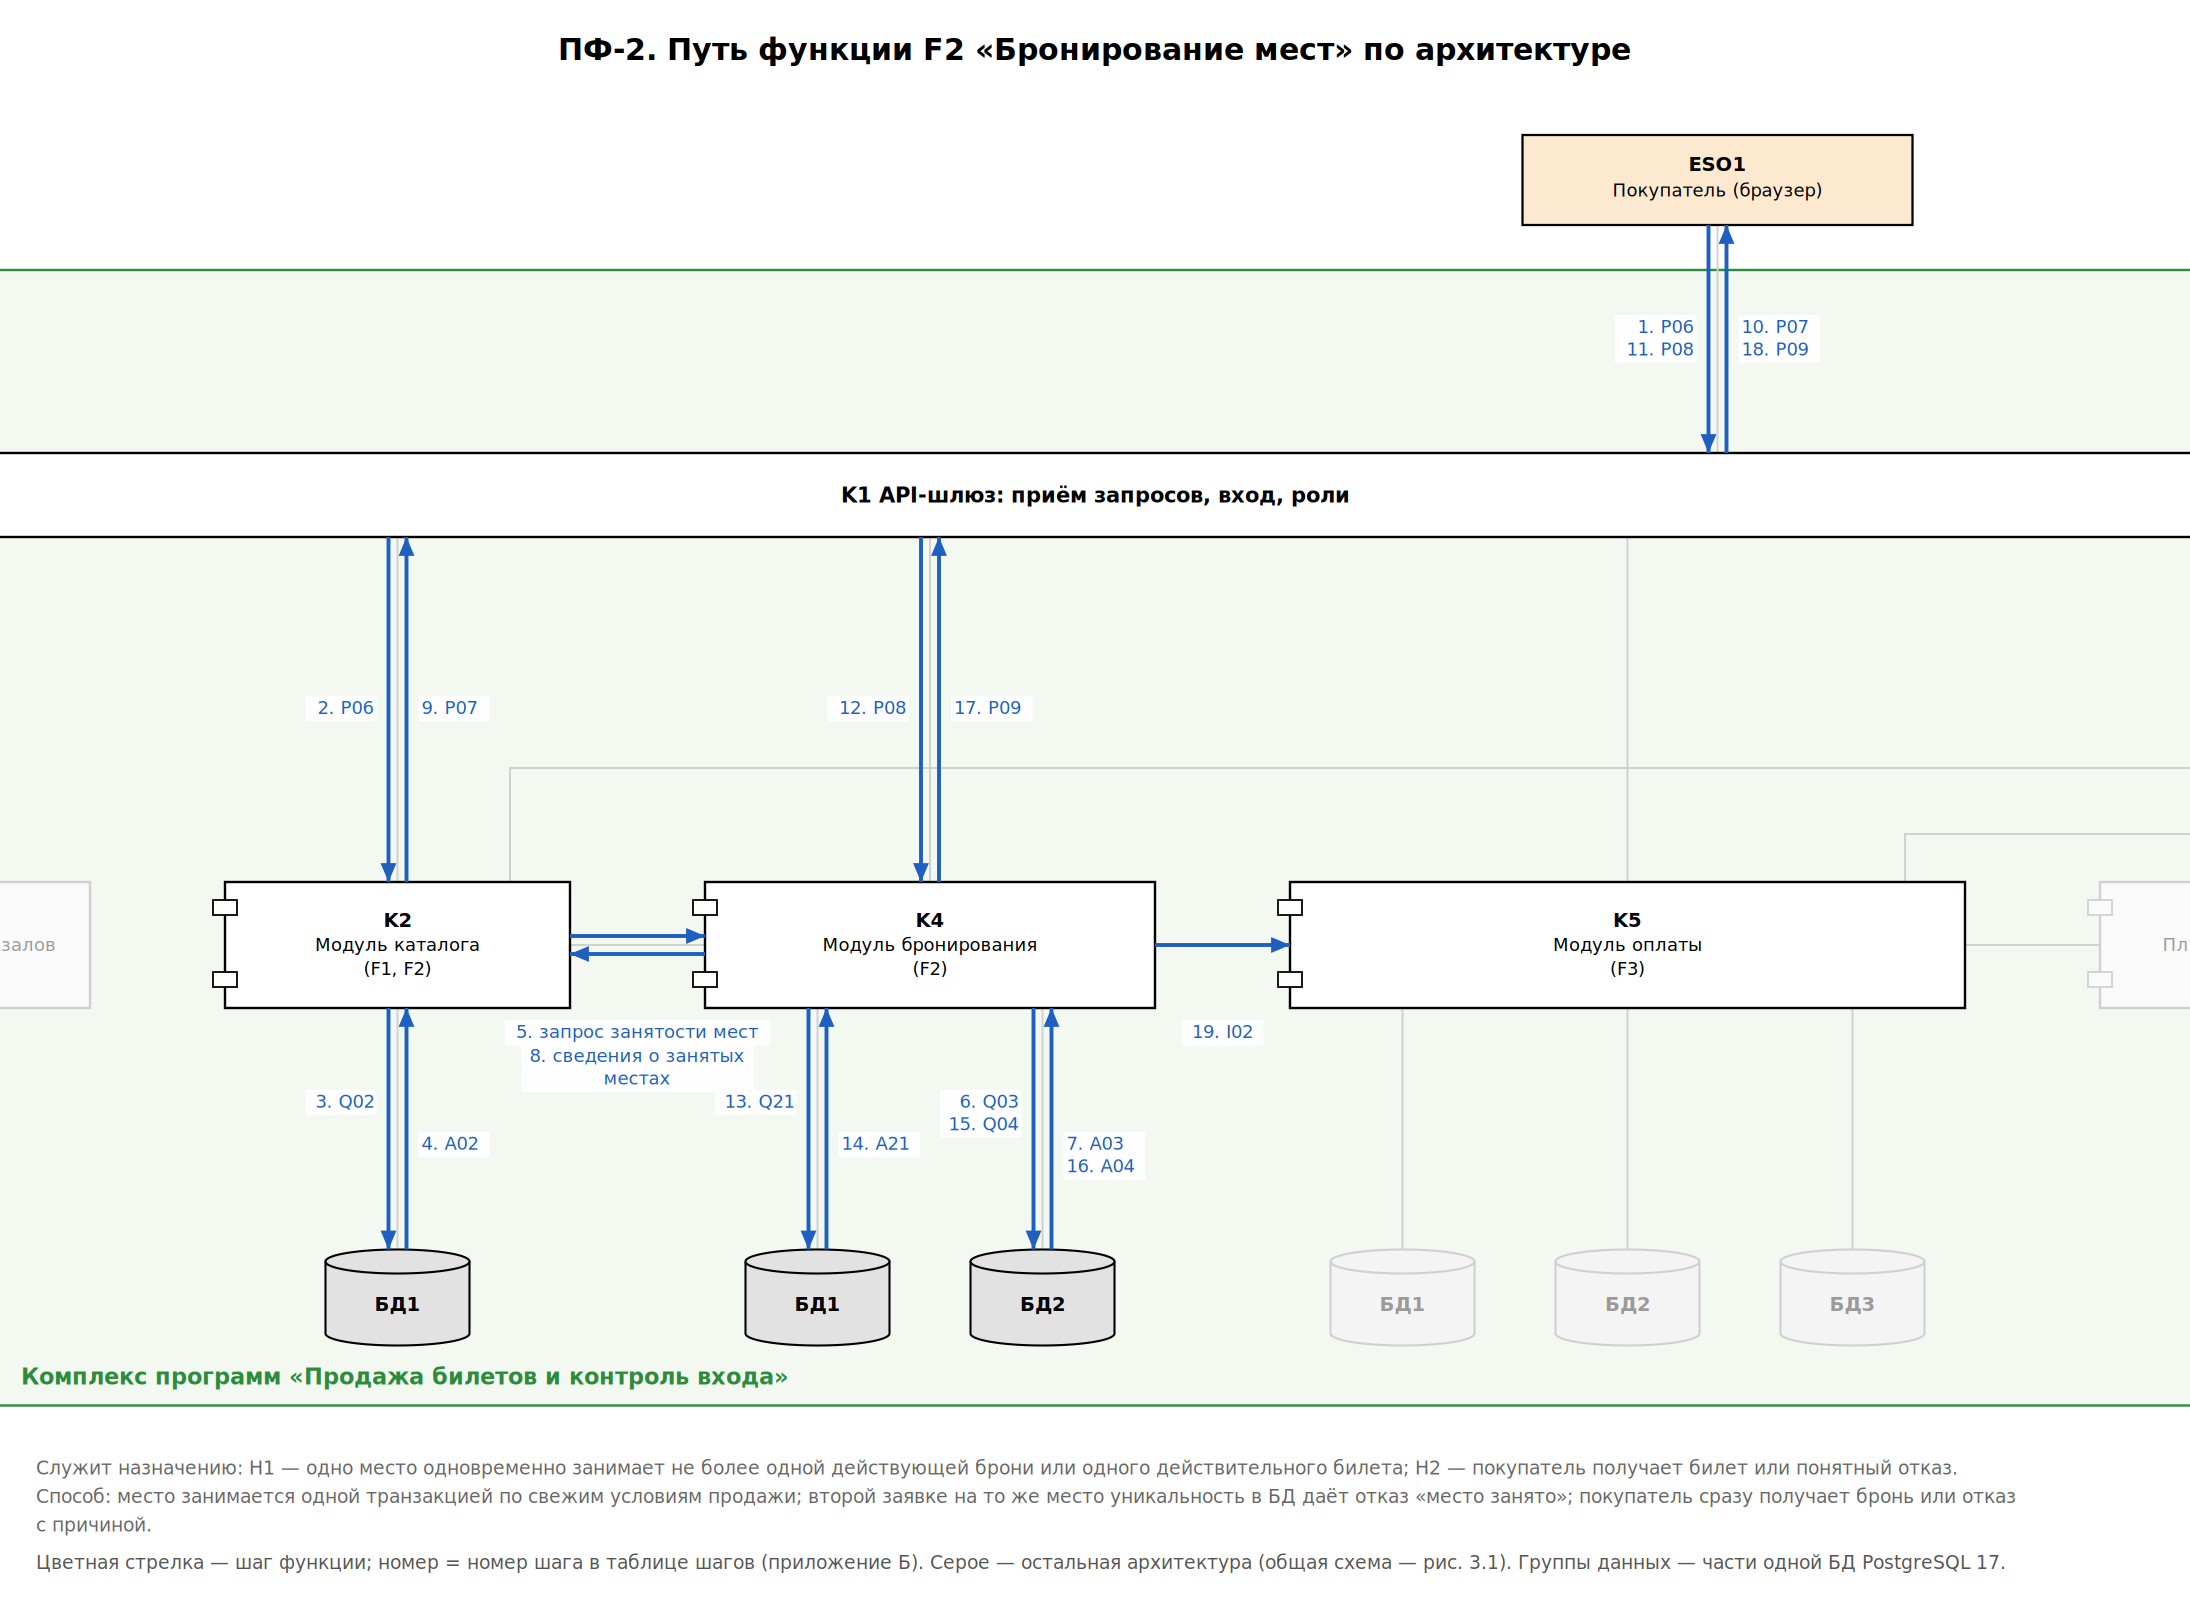 ПФ-2. Путь функции F2 «Бронирование мест» по архитектуре
ESO1
Покупатель (браузер)
1. P06
11. P08
10. P07
18. P09
K1 API-шлюз: приём запросов, вход, роли
2. P06
9. P07
12. P08
17. P09
залов
K2
Модуль каталога
(F1, F2)
K4
Модуль бронирования
(F2)
K5
Модуль оплаты
(F3)
Пл
5. запрос занятости мест
8. сведения о занятых
местах
19. I02
3. Q02
4. A02
13. Q21
14. A21
6. Q03
15. Q04
7. A03
16. A04
БД1
БД1
БД2
БД1
БД2
БД3
Комплекс программ «Продажа билетов и контроль входа»
Служит назначению: Н1 — одно место одновременно занимает не более одной действующей брони или одного действительного билета; Н2 — покупатель получает билет или понятный отказ.
Способ: место занимается одной транзакцией по свежим условиям продажи; второй заявке на то же место уникальность в БД даёт отказ «место занято»; покупатель сразу получает бронь или отказ
с причиной.
Цветная стрелка — шаг функции; номер = номер шага в таблице шагов (приложение Б). Серое — остальная архитектура (общая схема — рис. 3.1). Группы данных — части одной БД PostgreSQL 17.